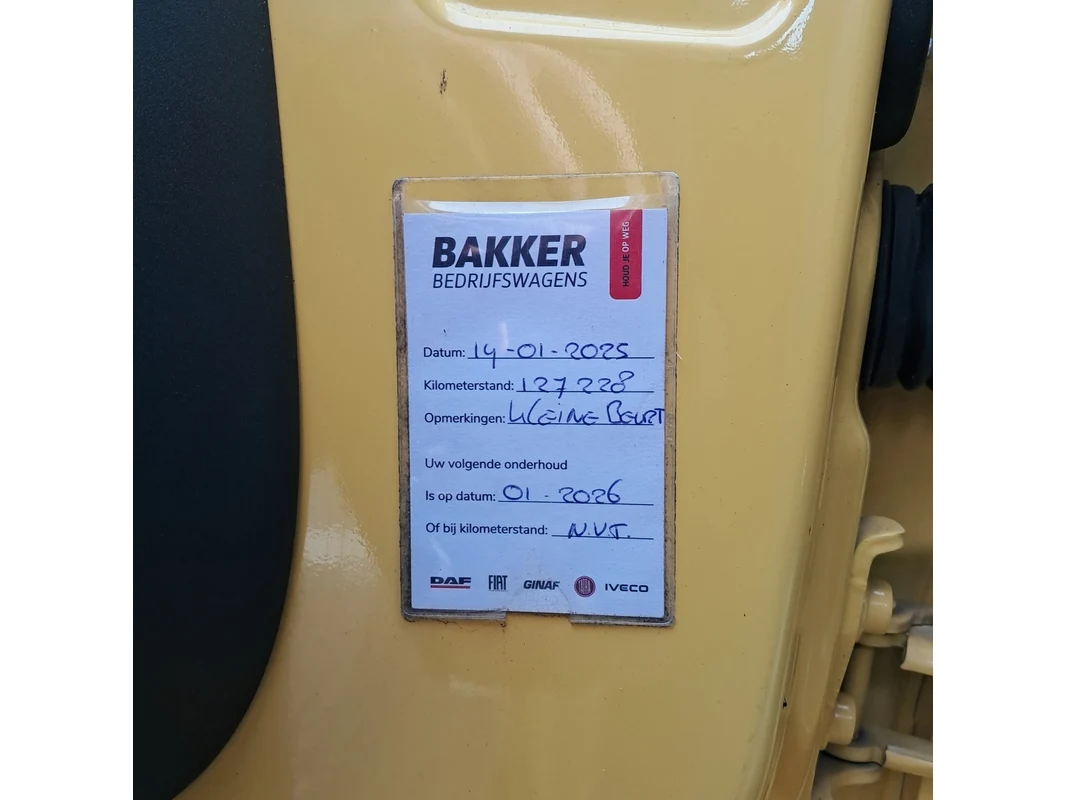 BAKKER
BEDRIJFSWAGENS
HOUD JE OP WEG
Datum: 14-01-2025
Kilometerstand: 127228
Opmerkingen: KLEINE BEURT
Uw volgende onderhoud
Is op datum: 01 - 2026
Of bij kilometerstand: N.V.T.
DAF FIAT GINAF IVECO